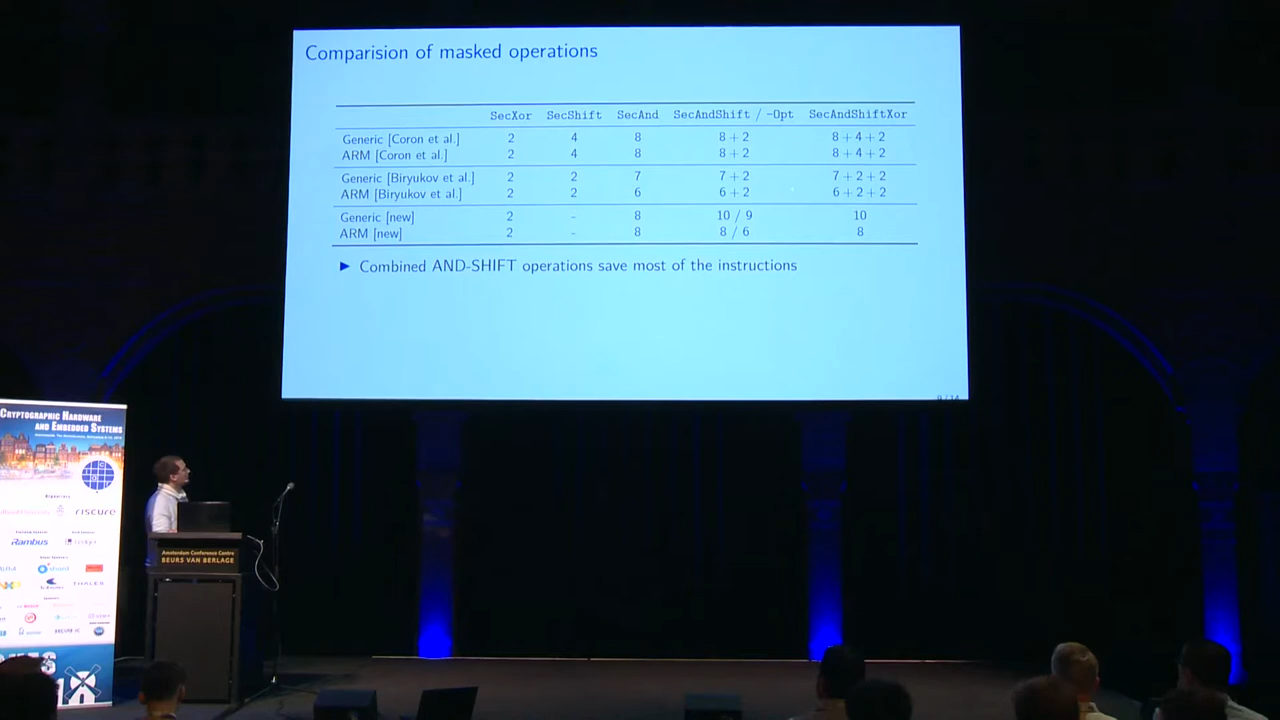 Comparision of masked operations
SecXor SecShift SecAnd SecAndShift / -Opt SecAndShiftXor
Generic [Coron et al.] 2 4 8 8 + 2 8 + 4 + 2
ARM [Coron et al.] 2 4 8 8 + 2 8 + 4 + 2
Generic [Biryukov et al.] 2 2 7 7 + 2 7 + 2 + 2
ARM [Biryukov et al.] 2 2 6 6 + 2 6 + 2 + 2
Generic [new] 2 - 8 10 / 9 10
ARM [new] 2 - 8 8 / 6 8
► Combined AND-SHIFT operations save most of the instructions
9 / 14
CRYPTOGRAPHIC HARDWARE
AND EMBEDDED SYSTEMS
riscure
Rambus
THALES
Amsterdam Conference Centre
BEURS VAN BERLAGE